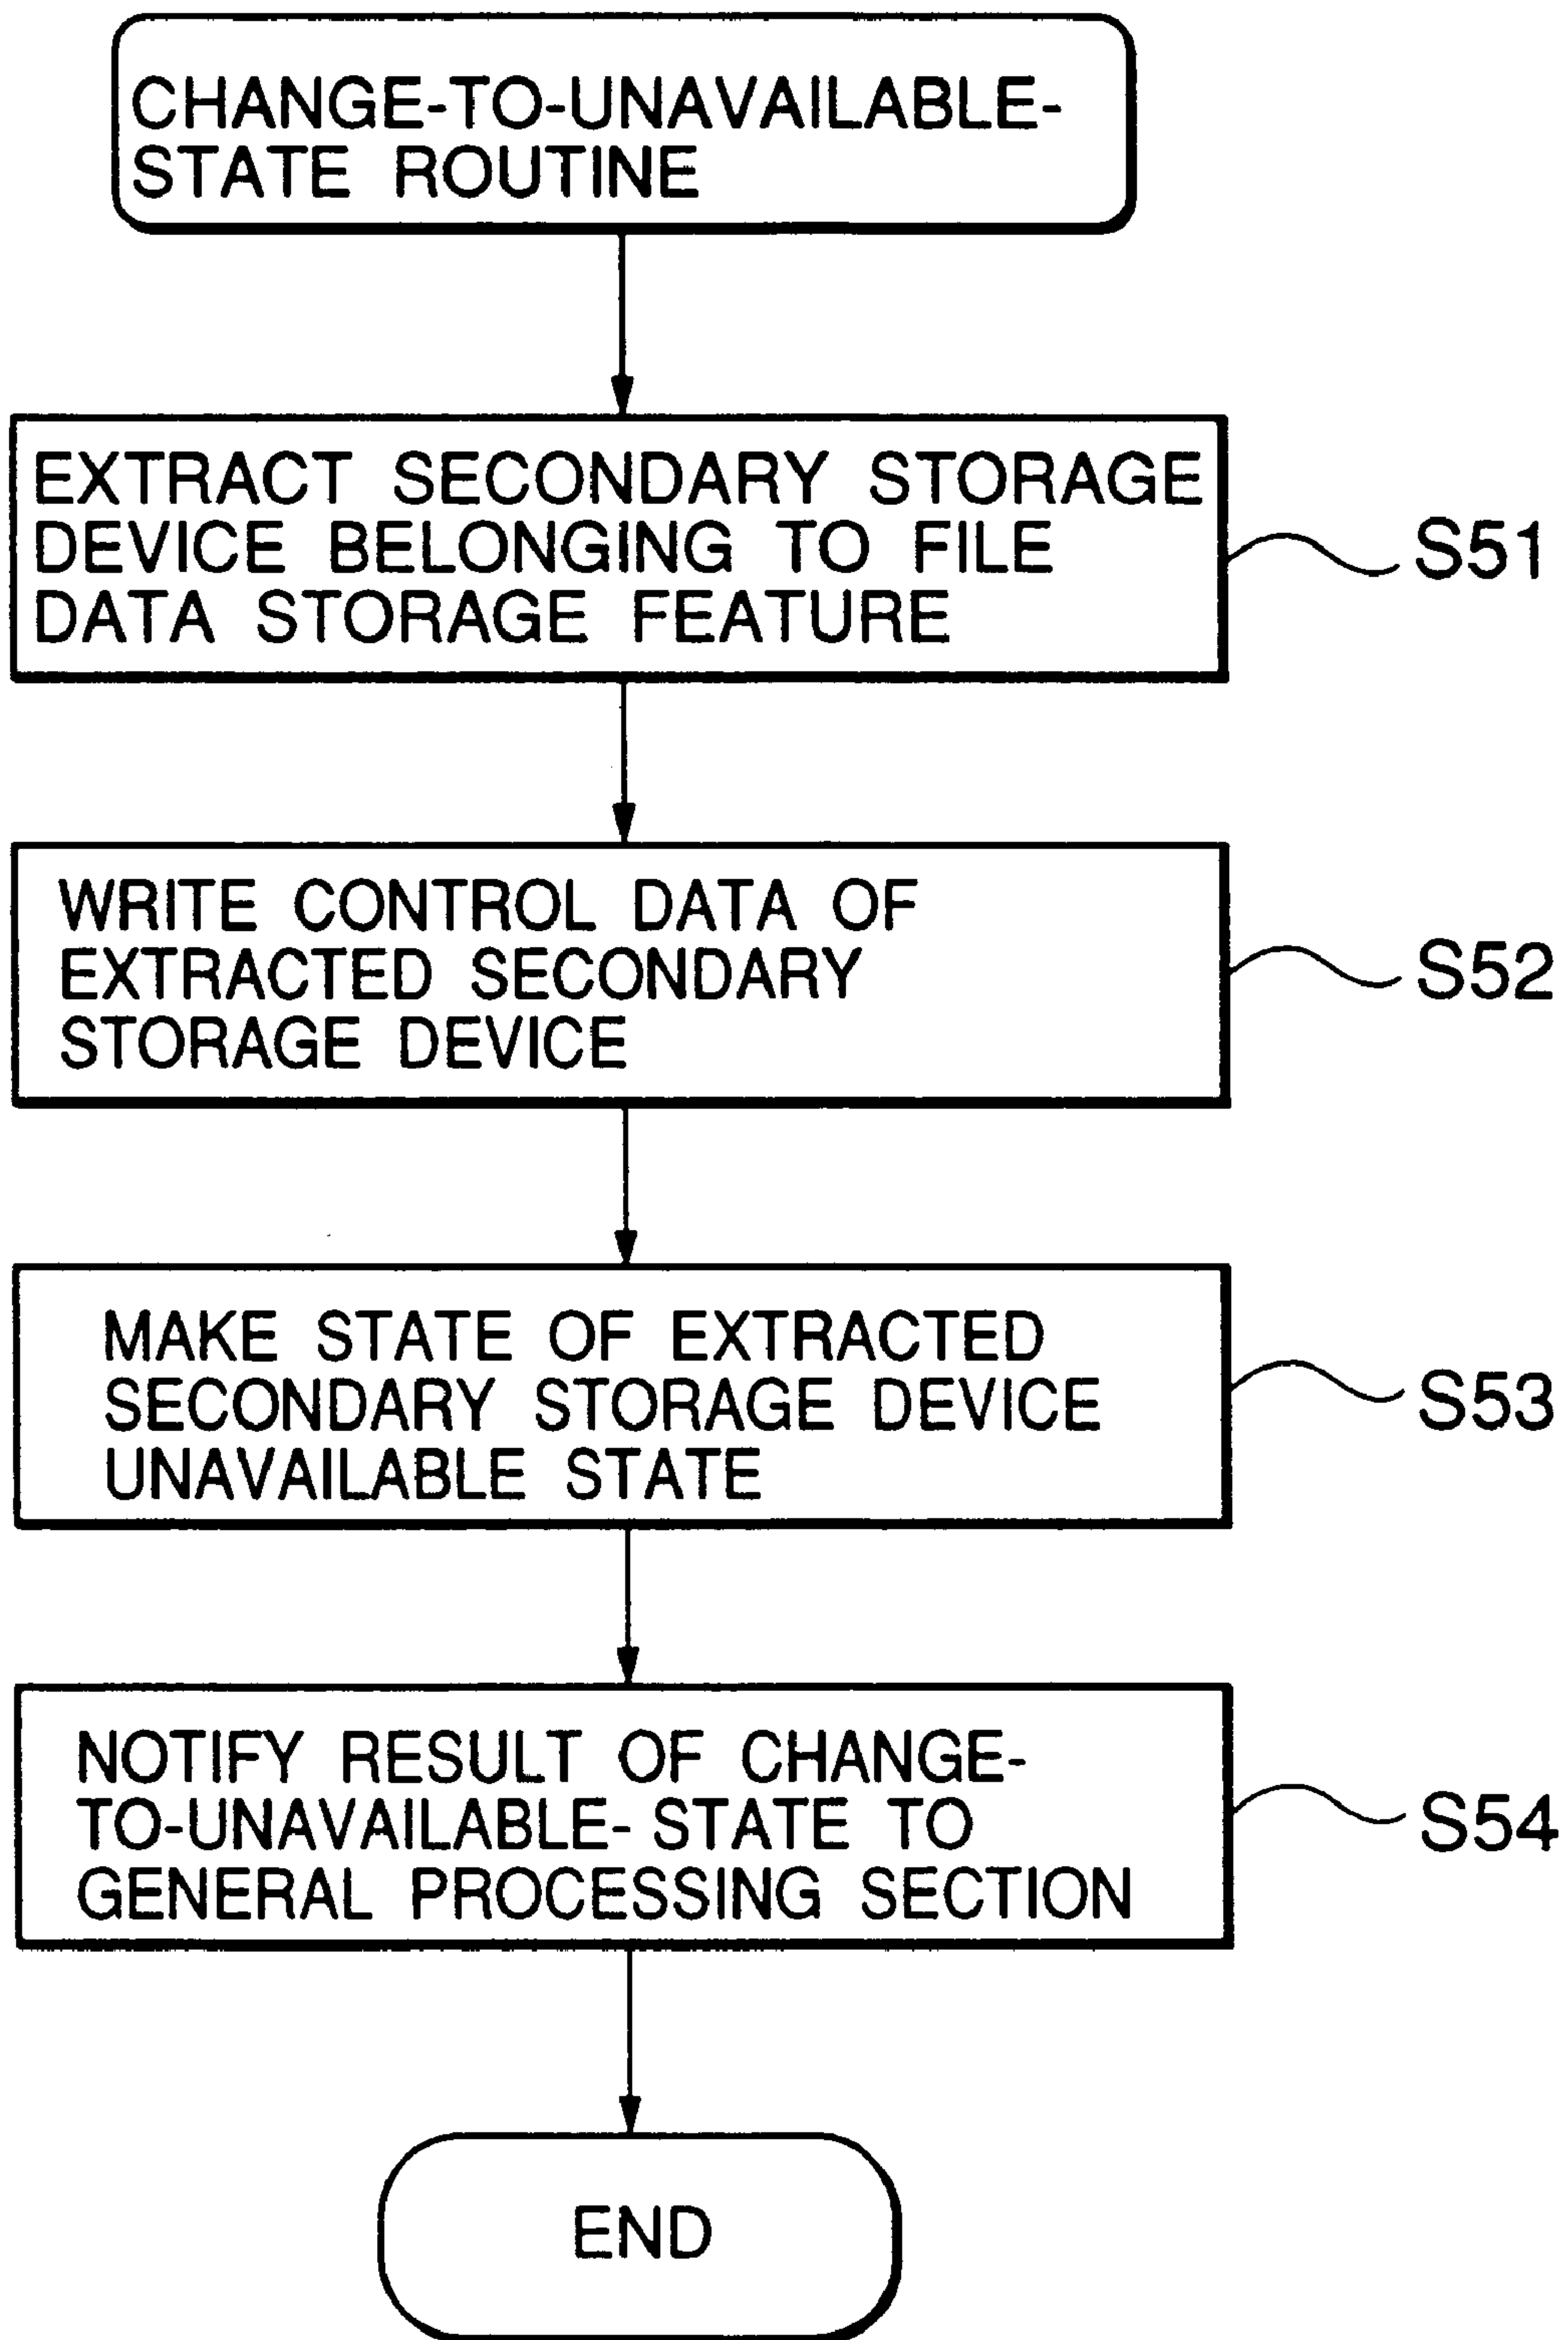 CHANGE-TO-UNAVAILABLE-
STATE ROUTINE
EXTRACT SECONDARY STORAGE
DEVICE BELONGING TO FILE
DATA STORAGE FEATURE
S51
WRITE CONTROL DATA OF
EXTRACTED SECONDARY
STORAGE DEVICE
S52
MAKE STATE OF EXTRACTED
SECONDARY STORAGE DEVICE
UNAVAILABLE STATE
S53
NOTIFY RESULT OF CHANGE-
TO-UNAVAILABLE- STATE TO
GENERAL PROCESSING SECTION
S54
END